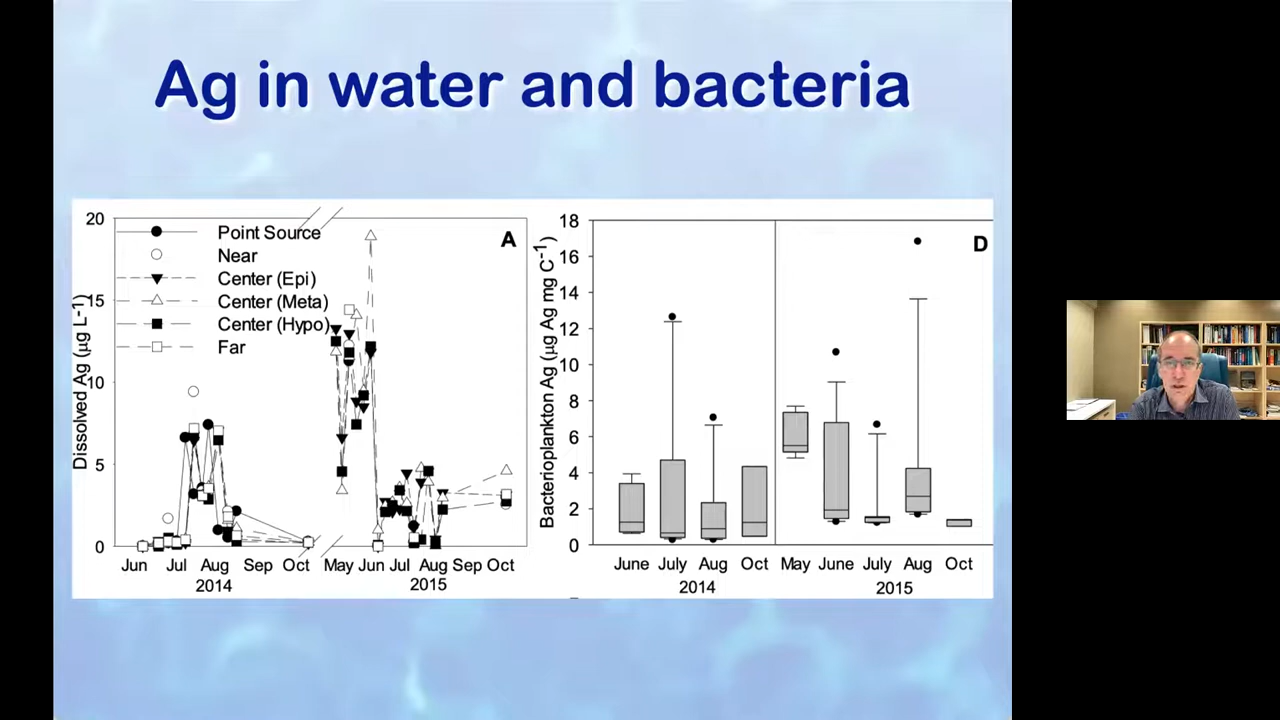 Ag in water and bacteria
A
Dissolved Ag (µg L-1)
20
15
10
5
0
Point Source
Near
Center (Epi)
Center (Meta)
Center (Hypo)
Far
Jun Jul Aug Sep Oct May Jun Jul Aug Sep Oct
2014 2015
D
Bacterioplankton Ag (µg Ag mg C-1)
18
16
14
12
10
8
6
4
2
0
June July Aug Oct May June July Aug Oct
2014 2015